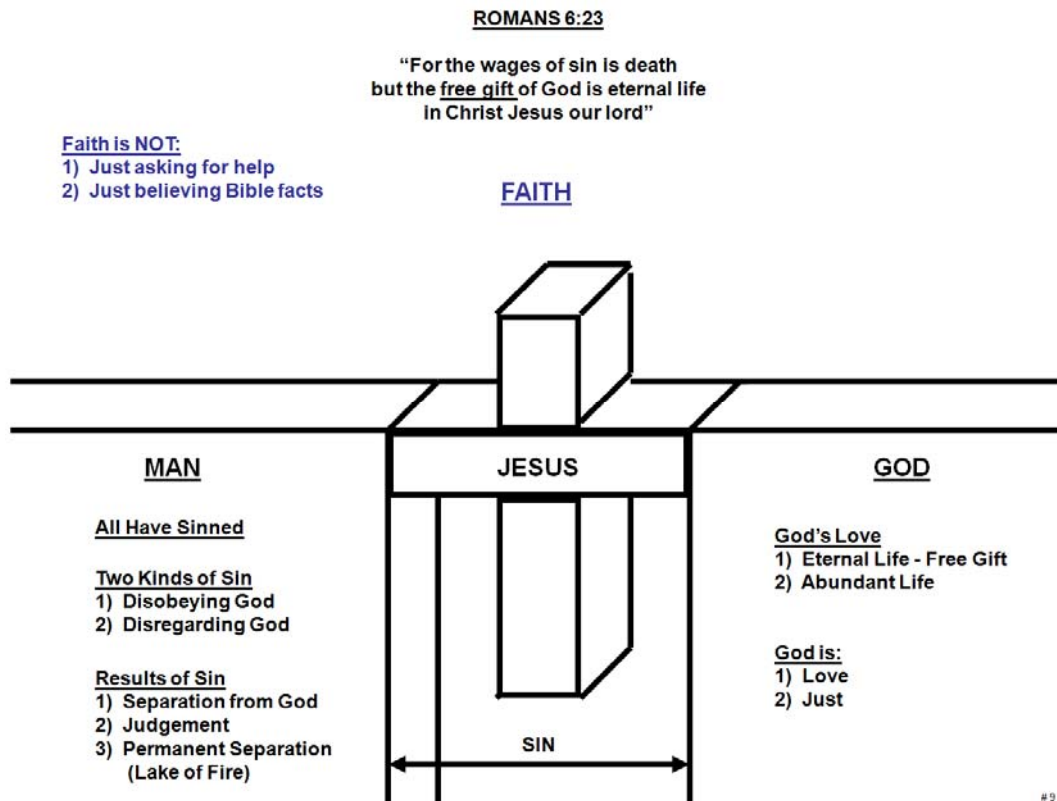 ROMANS 6:23
“For the wages of sin is death
but the free gift of God is eternal life
in Christ Jesus our lord”
Faith is NOT:
1) Just asking for help
2) Just believing Bible facts
FAITH
MAN
JESUS
GOD
All Have Sinned
Two Kinds of Sin
1) Disobeying God
2) Disregarding God
Results of Sin
1) Separation from God
2) Judgement
3) Permanent Separation
(Lake of Fire)
SIN
God’s Love
1) Eternal Life - Free Gift
2) Abundant Life
God is:
1) Love
2) Just
#9